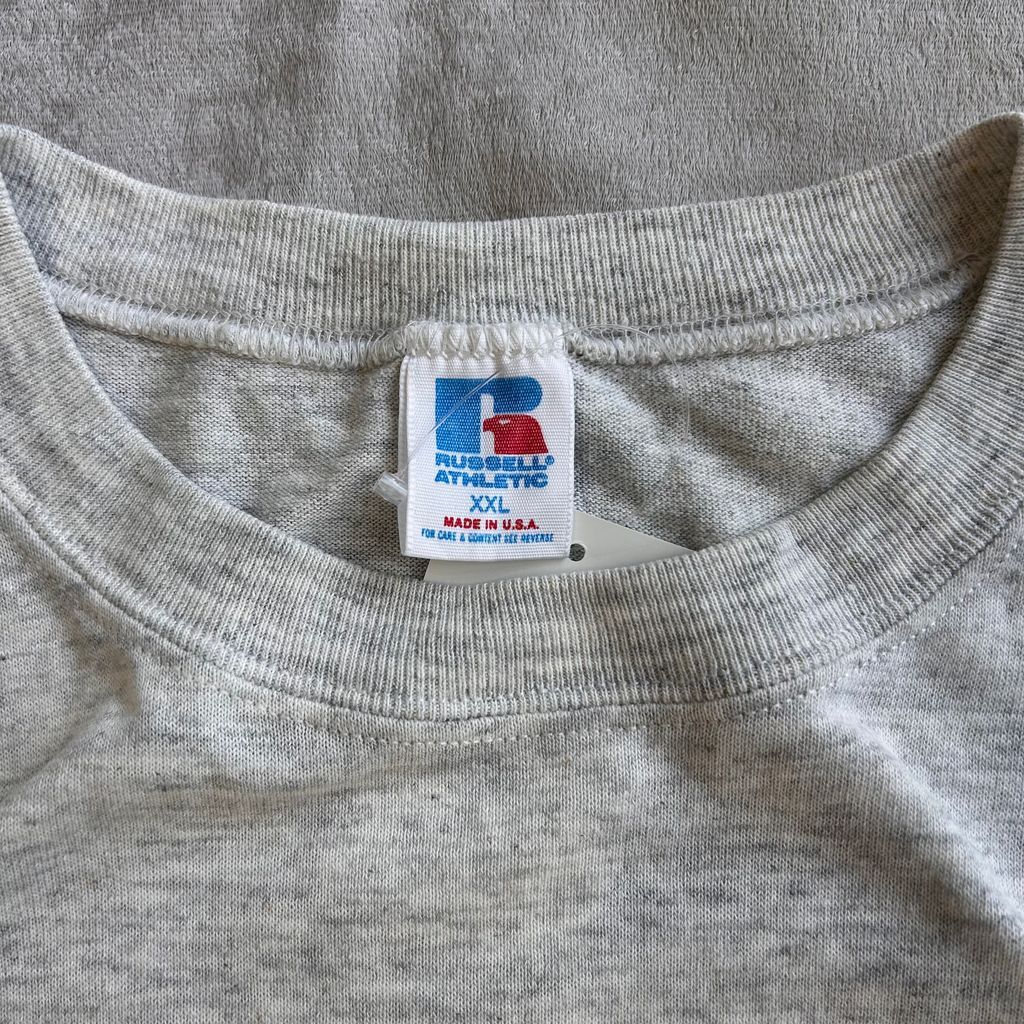 RUSSELL®
ATHLETIC
XXL
MADE IN U.S.A.
FOR CARE & CONTENT SEE REVERSE